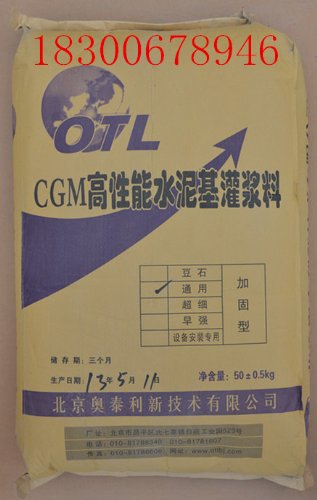 18300678946
OTL
CGM高性能水泥基灌浆料
豆石
通用
超细
早强
设备安装专用
加固型
储存期：三个月
生产日期：13年5月11日
净含量：50±0.5kg
北京奥泰利新技术有限公司